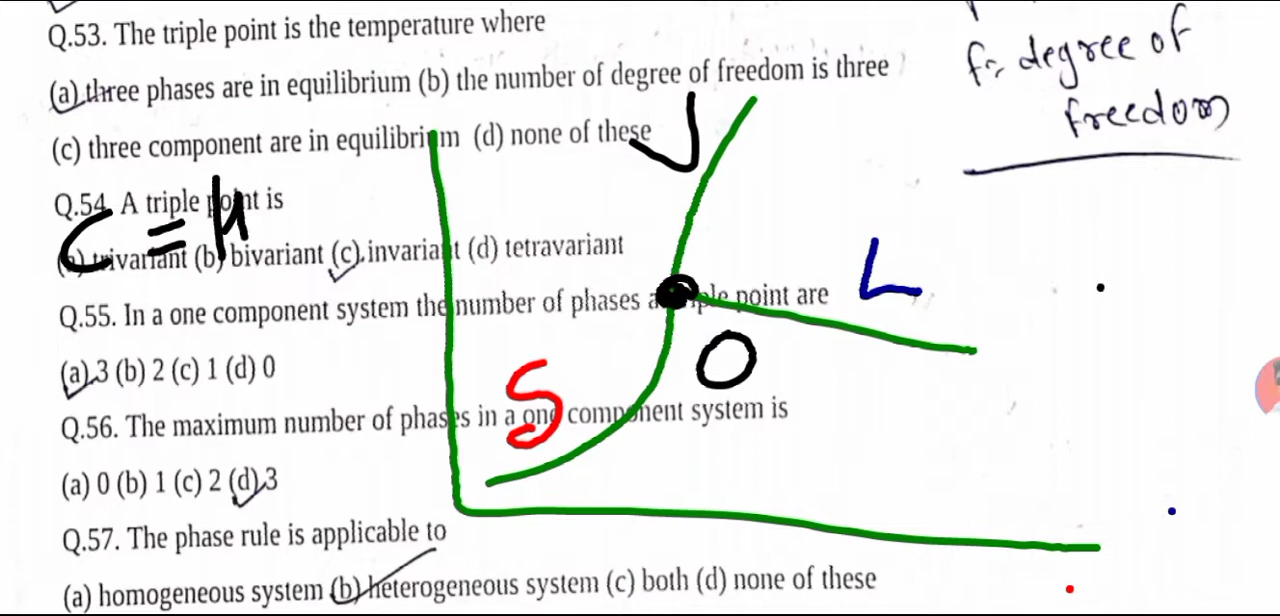 Q.53. The triple point is the temperature where
f = degree of
(a) three phases are in equilibrium (b) the number of degree of freedom is three
freedom
(c) three component are in equilibrium (d) none of these
Q.54. A triple point is
C =
(a) trivariant (b) bivariant (c) invariant (d) tetravariant
L
Q.55. In a one component system the number of phases at triple point are
O
(a) 3 (b) 2 (c) 1 (d) 0
S
Q.56. The maximum number of phases in a one component system is
(a) 0 (b) 1 (c) 2 (d) 3
Q.57. The phase rule is applicable to
(a) homogeneous system (b) heterogeneous system (c) both (d) none of these